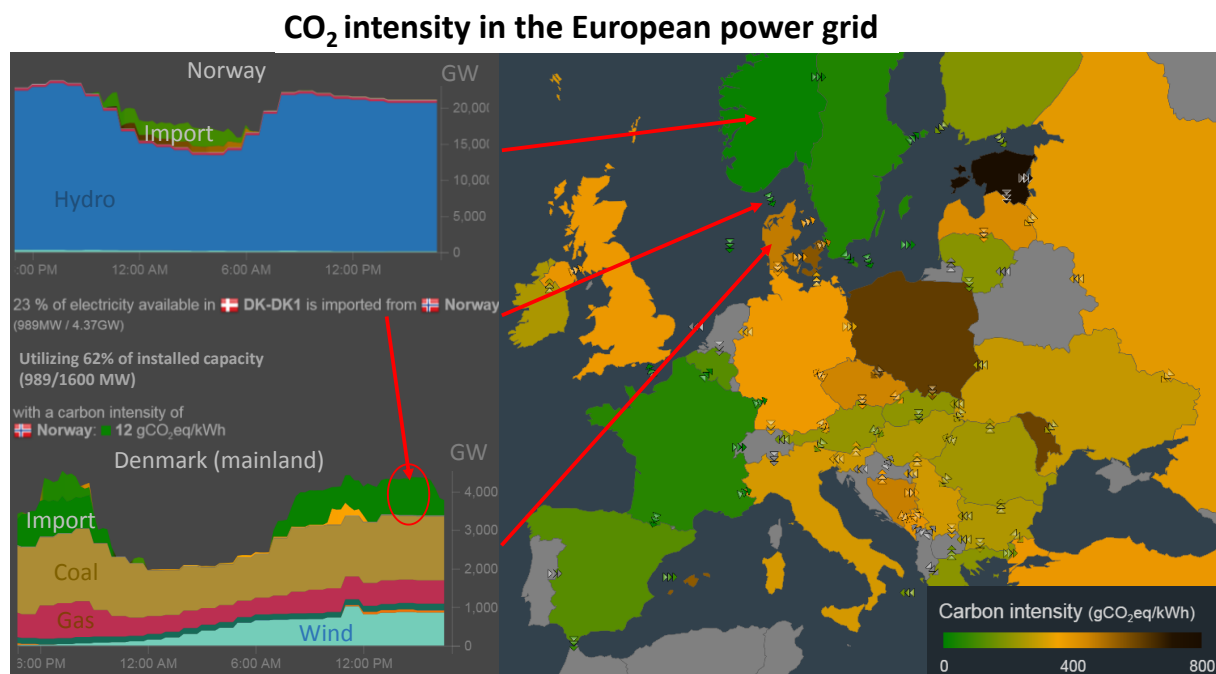 CO₂ intensity in the European power grid
Norway
GW
20,000
15,000
10,000
5,000
0
Import
Hydro
:00 PM 12:00 AM 6:00 AM 12:00 PM
23 % of electricity available in DK-DK1 is imported from Norway
(989MW / 4.37GW)
Utilizing 62% of installed capacity
(989/1600 MW)
with a carbon intensity of
Norway: 12 gCO₂eq/kWh
GW
Denmark (mainland)
4,000
3,000
2,000
1,000
0
Import
Coal
Gas
Wind
6:00 PM 12:00 AM 6:00 AM 12:00 PM
Carbon intensity (gCO₂eq/kWh)
0 400 800